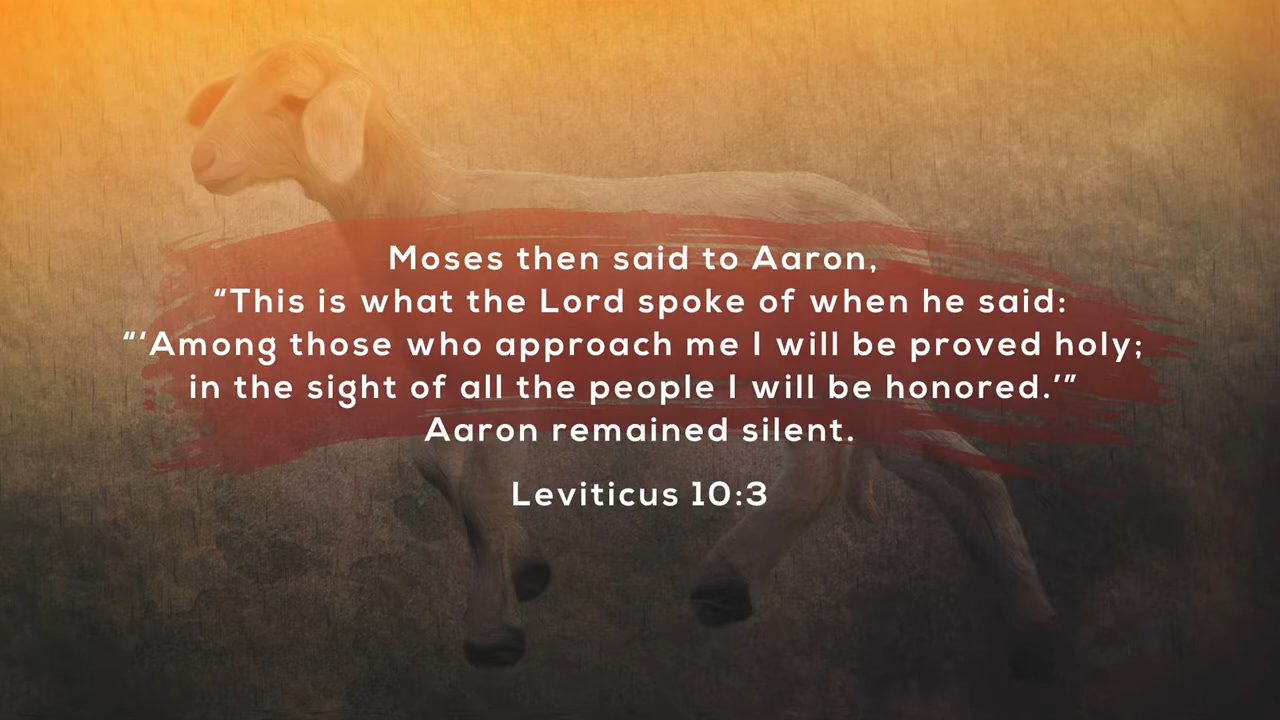 Moses then said to Aaron,
“This is what the Lord spoke of when he said:
“‘Among those who approach me I will be proved holy;
in the sight of all the people I will be honored.’”
Aaron remained silent.
Leviticus 10:3